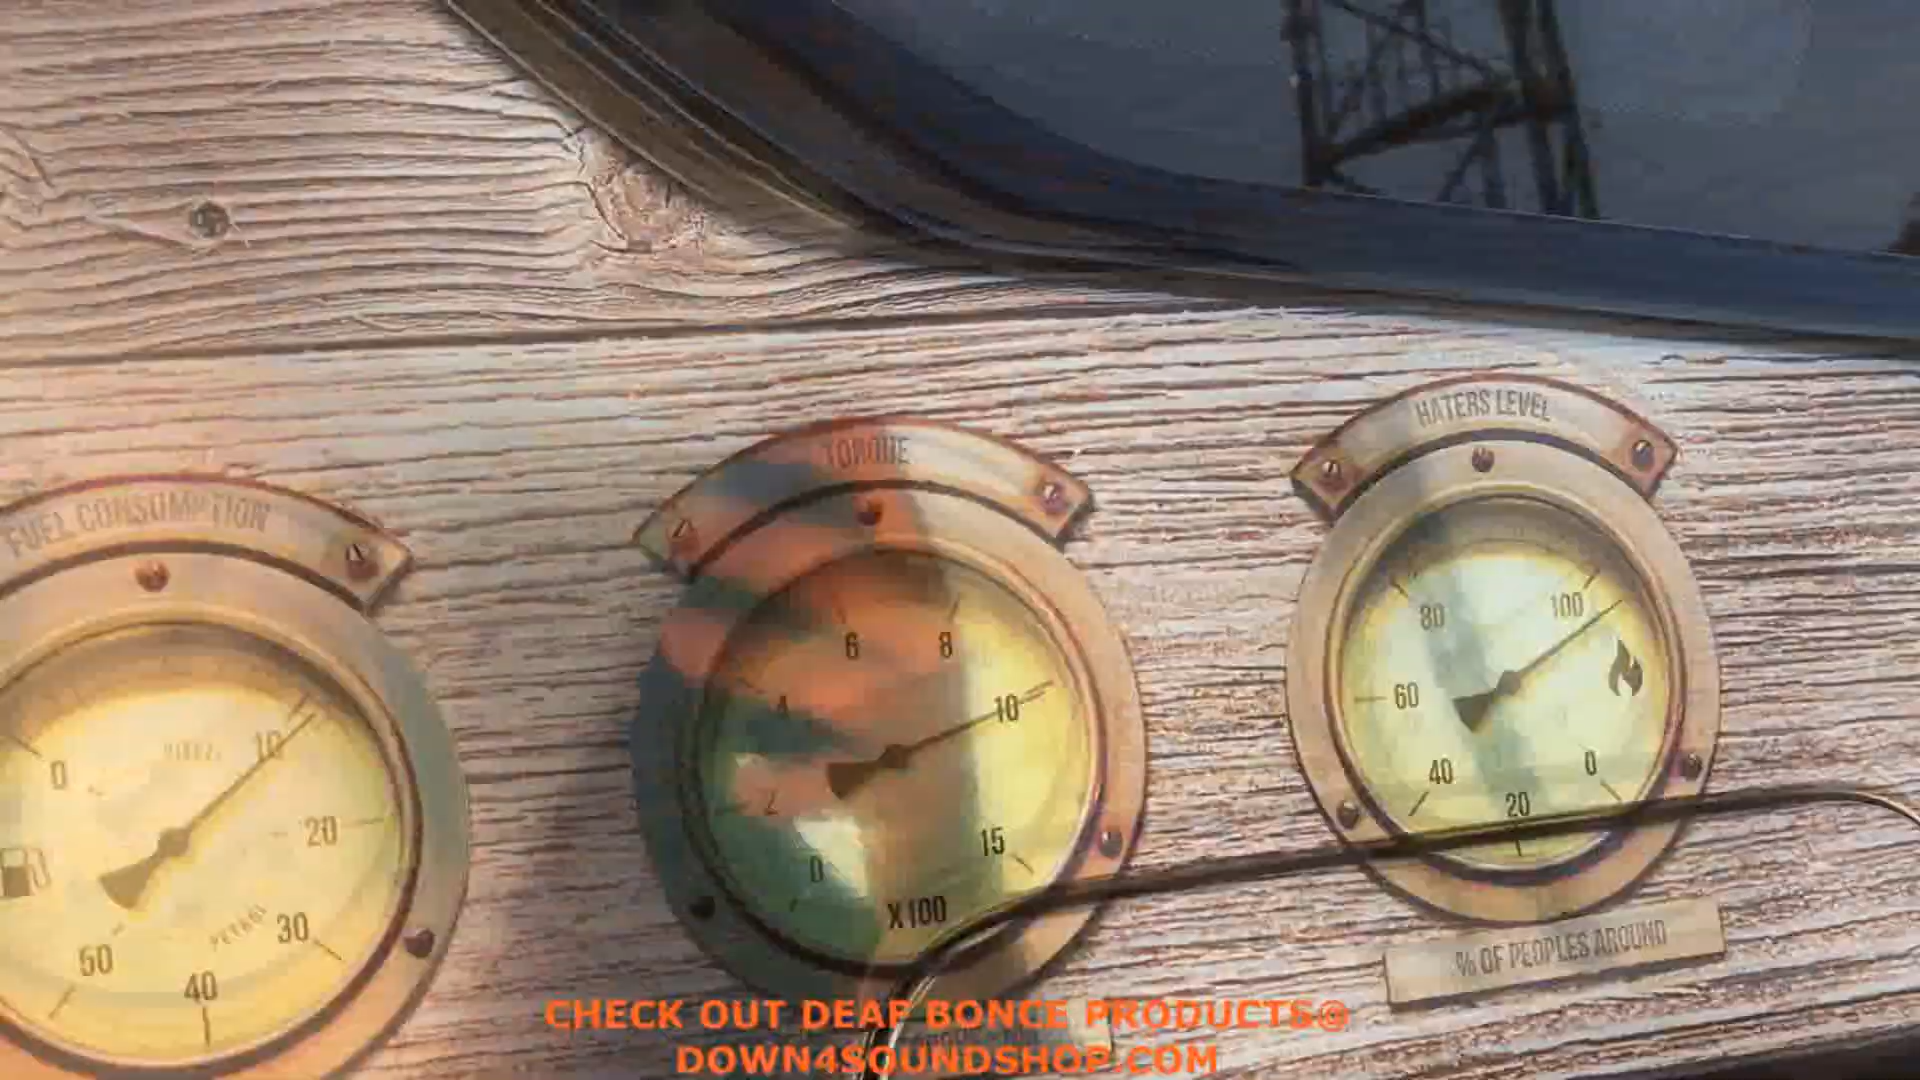 HATERS LEVEL
TORQUE
FUEL CONSOMPTION
80 100
60
40 0
20
% OF PEOPLES AROUND
6 8
4 10
2
0 15
X100
0 10
20
30
50
40
CHECK OUT DEAF BONCE PRODUCTS@
DOWN4SOUNDSHOP.COM